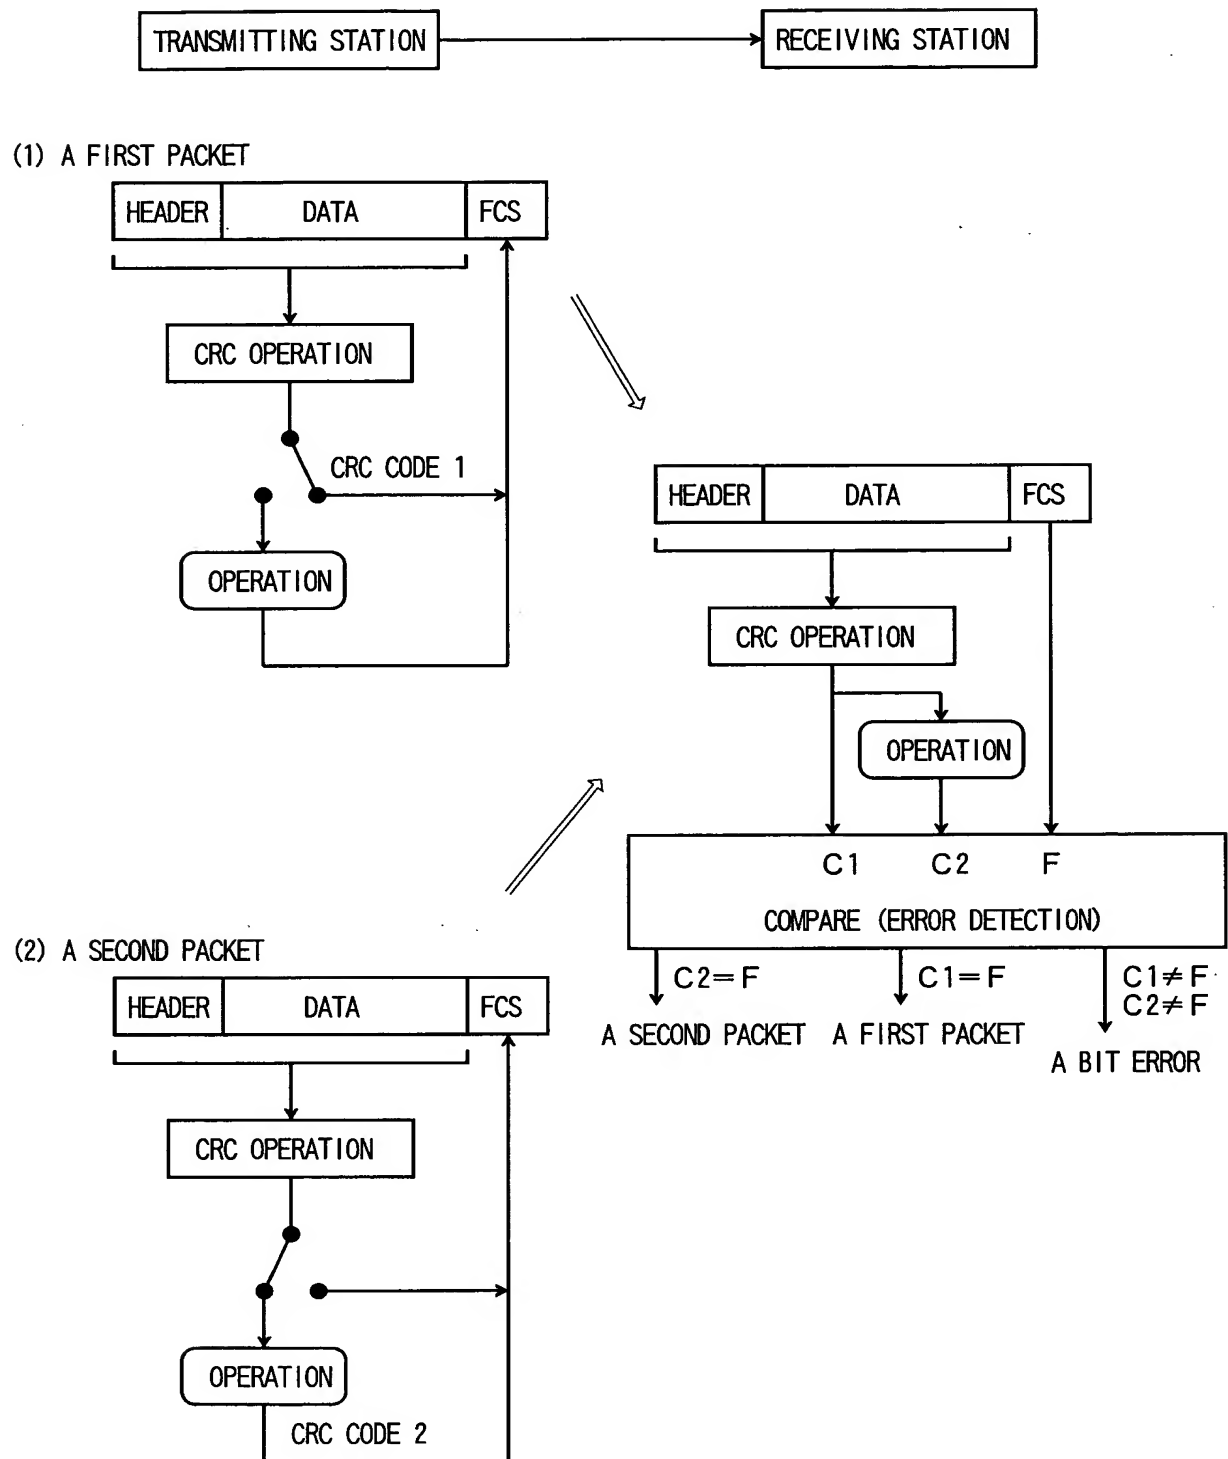 TRANSMITTING STATION
RECEIVING STATION
(1) A FIRST PACKET
HEADER
DATA
FCS
CRC OPERATION
CRC CODE 1
OPERATION
HEADER
DATA
FCS
CRC OPERATION
OPERATION
C1
C2
F
COMPARE (ERROR DETECTION)
C2=F
C1=F
C1≠F
C2≠F
A SECOND PACKET
A FIRST PACKET
A BIT ERROR
(2) A SECOND PACKET
HEADER
DATA
FCS
CRC OPERATION
OPERATION
CRC CODE 2